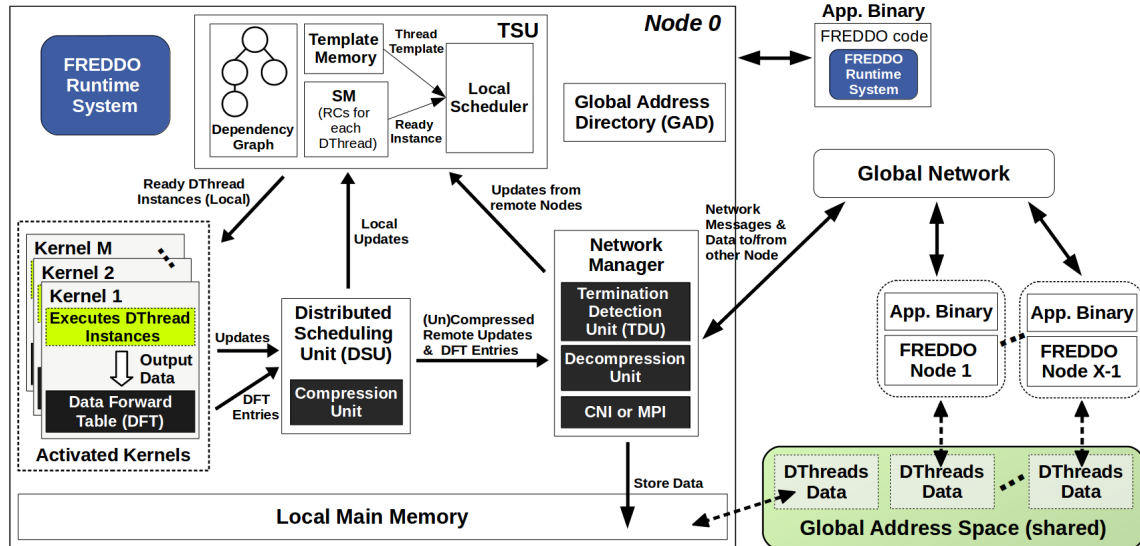 Node 0
FREDDO
Runtime
System
TSU
Dependency
Graph
Template
Memory
Thread
Template
SM
(RCs for
each
DThread)
Ready
Instance
Local
Scheduler
Global Address
Directory (GAD)
App. Binary
FREDDO code
FREDDO
Runtime
System
Global Network
Ready DThread
Instances (Local)
Local
Updates
Updates from
remote Nodes
Network
Messages &
Data to/from
other Node
Kernel M
Kernel 2
Kernel 1
Executes DThread
Instances
Output
Data
Data Forward
Table (DFT)
Activated Kernels
Updates
DFT
Entries
Distributed
Scheduling
Unit (DSU)
Compression
Unit
(Un)Compressed
Remote Updates
& DFT Entries
Network
Manager
Termination
Detection
Unit (TDU)
Decompression
Unit
CNI or MPI
Store Data
Local Main Memory
App. Binary
FREDDO
Node 1
App. Binary
FREDDO
Node X-1
DThreads
Data
DThreads
Data
DThreads
Data
Global Address Space (shared)